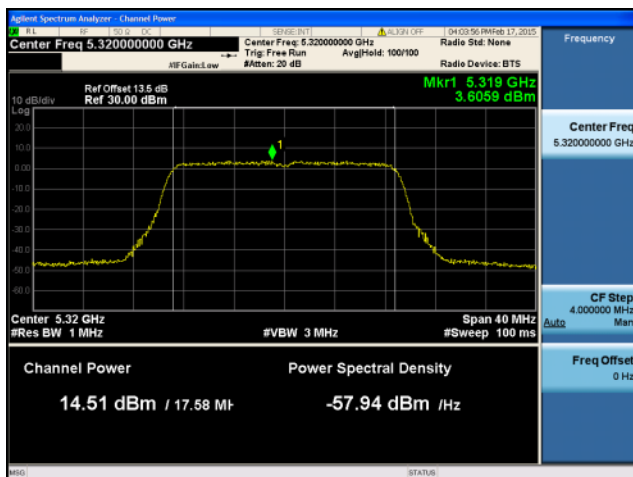 Agilent Spectrum Analyzer - Channel Power
RL RF 50 Ω DC SENSE:INT ALIGN OFF 04:03:56 PM Feb 17, 2015
Center Freq 5.320000000 GHz
Center Freq: 5.320000000 GHz Radio Std: None
Trig: Free Run Avg|Hold: 100/100
#IFGain:Low #Atten: 20 dB Radio Device: BTS
Mkr1 5.319 GHz
3.6059 dBm
Ref Offset 13.5 dB
10 dB/div Ref 30.00 dBm
Log
20.0
10.0
0.00
-10.0
-20.0
-30.0
-40.0
-50.0
-60.0
1
Center 5.32 GHz Span 40 MHz
#Res BW 1 MHz #VBW 3 MHz #Sweep 100 ms
Channel Power Power Spectral Density
14.51 dBm / 17.58 MH -57.94 dBm /Hz
Frequency
Center Freq
5.320000000 GHz
CF Step
4.000000 MHz
Auto Man
Freq Offset
0 Hz
MSG STATUS